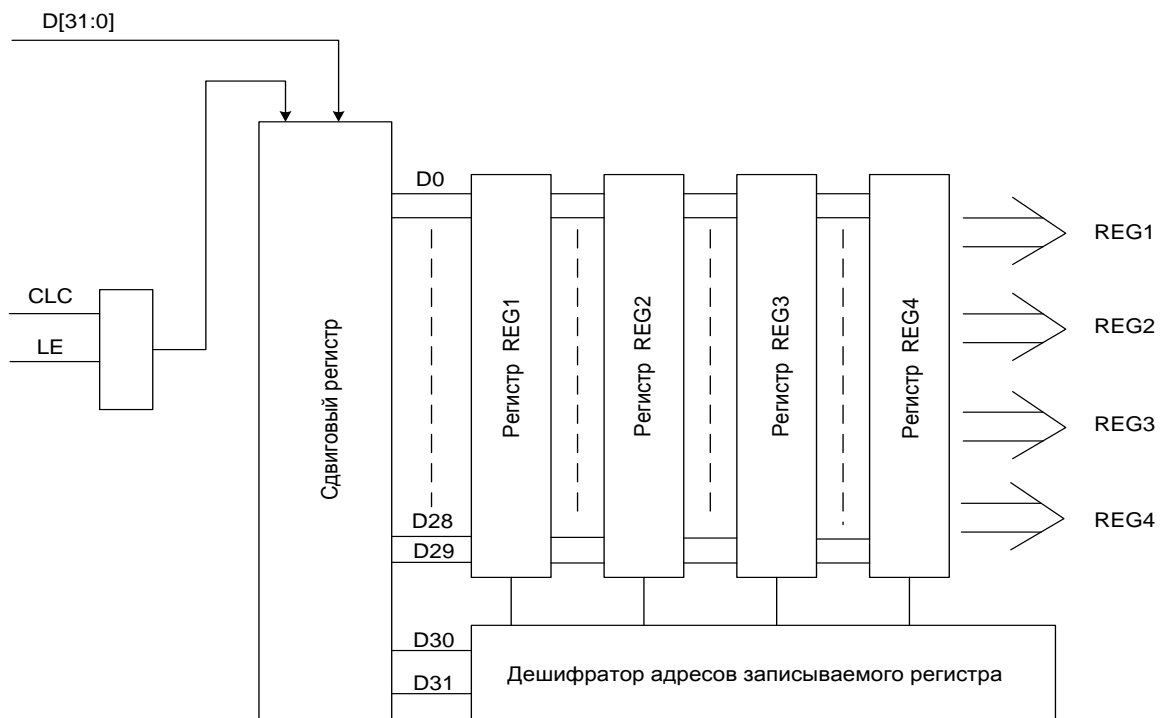 D[31:0]
CLC
LE
Сдвиговый регистр
D0
D28
D29
D30
D31
Регистр REG1
Регистр REG2
Регистр REG3
Регистр REG4
REG1
REG2
REG3
REG4
Дешифратор адресов записываемого регистра